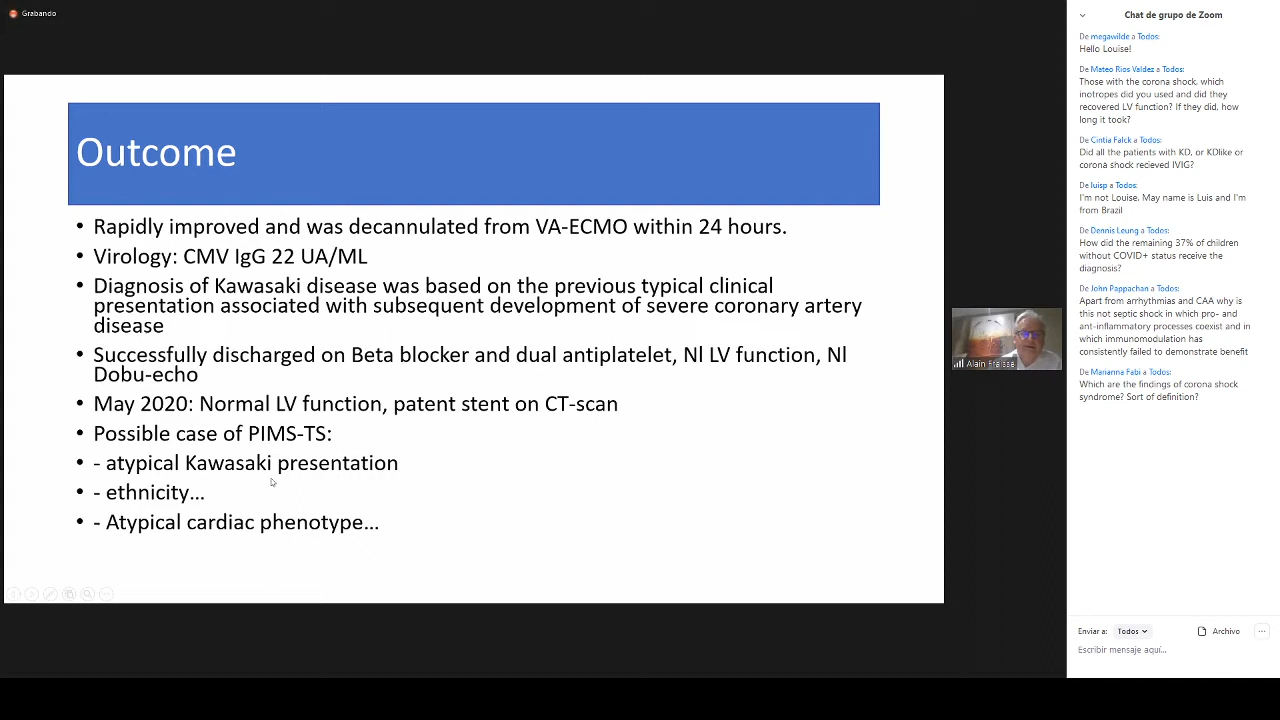 Grabando
Outcome
• Rapidly improved and was decannulated from VA-ECMO within 24 hours.
• Virology: CMV IgG 22 UA/ML
• Diagnosis of Kawasaki disease was based on the previous typical clinical
presentation associated with subsequent development of severe coronary artery
disease
• Successfully discharged on Beta blocker and dual antiplatelet, Nl LV function, Nl
Dobu-echo
• May 2020: Normal LV function, patent stent on CT-scan
• Possible case of PIMS-TS:
• - atypical Kawasaki presentation
• - ethnicity…
• - Atypical cardiac phenotype…
Alain Fraisse
Chat de grupo de Zoom
De megawilde a Todos:
Hello Louise!
De Mateo Rios Valdez a Todos:
Those with the corona shock, which
inotropes did you used and did they
recovered LV function? If they did, how
long it took?
De Cintia Falck a Todos:
Did all the patients with KD, or KDlike or
corona shock recieved IVIG?
De luisp a Todos:
I'm not Louise. May name is Luis and I'm
from Brazil
De Dennis Leung a Todos:
How did the remaining 37% of children
without COVID+ status receive the
diagnosis?
De John Pappachan a Todos:
Apart from arrhythmias and CAA why is
this not septic shock in which pro- and
ant-inflammatory processes coexist and in
which immunomodulation has
consistently failed to demonstrate benefit
De Marianna Fabi a Todos:
Which are the findings of corona shock
syndrome? Sort of definition?
Enviar a: Todos
Archivo
Escribir mensaje aquí...